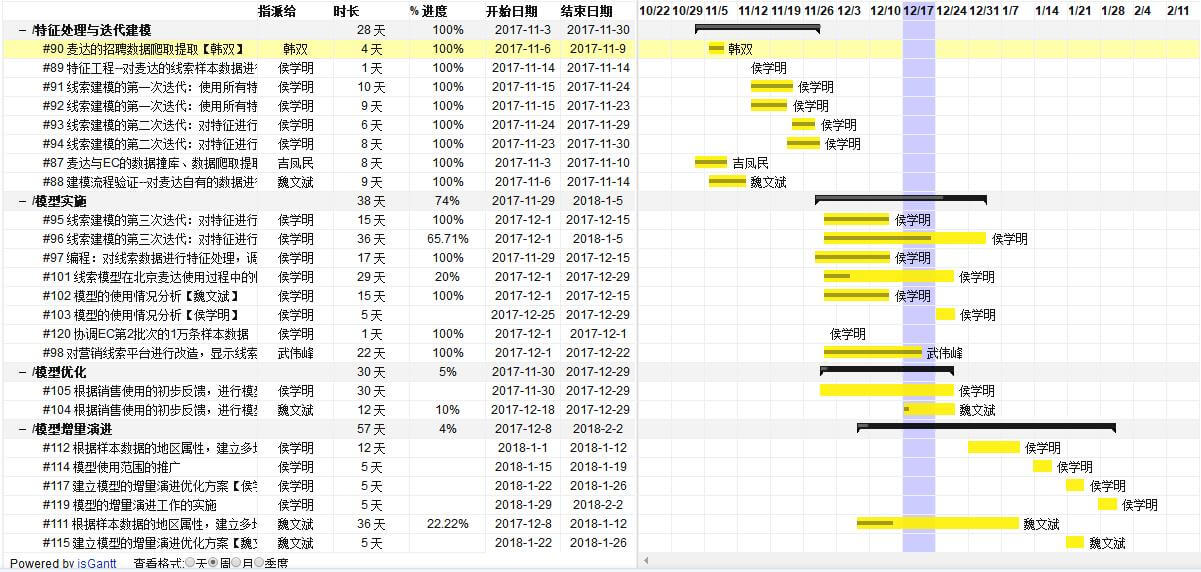 指派给 时长 % 进度 开始日期 结束日期 10/22 10/29 11/5 11/12 11/19 11/26 12/3 12/10 12/17 12/24 12/31 1/7 1/14 1/21 1/28 2/4 2/11
– /特征处理与迭代建模 28 天 100% 2017-11-3 2017-11-30
#90 麦达的招聘数据爬取提取【韩双】 韩双 4 天 100% 2017-11-6 2017-11-9 韩双
#89 特征工程--对麦达的线索样本数据进 侯学明 1 天 100% 2017-11-14 2017-11-14 侯学明
#91 线索建模的第一次迭代：使用所有特 侯学明 10 天 100% 2017-11-15 2017-11-24 侯学明
#92 线索建模的第一次迭代：使用所有特 侯学明 9 天 100% 2017-11-15 2017-11-23 侯学明
#93 线索建模的第二次迭代：对特征进行 侯学明 6 天 100% 2017-11-24 2017-11-29 侯学明
#94 线索建模的第二次迭代：对特征进行 侯学明 8 天 100% 2017-11-23 2017-11-30 侯学明
#87 麦达与EC的数据撞库、数据爬取提 吉凤民 8 天 100% 2017-11-3 2017-11-10 吉凤民
#88 建模流程验证--对麦达自有的数据进 魏文斌 9 天 100% 2017-11-6 2017-11-14 魏文斌
– /模型实施 38 天 74% 2017-11-29 2018-1-5
#95 线索建模的第三次迭代：对特征进行 侯学明 15 天 100% 2017-12-1 2017-12-15 侯学明
#96 线索建模的第三次迭代：对特征进行 侯学明 36 天 65.71% 2017-12-1 2018-1-5 侯学明
#97 编程：对线索数据进行特征处理，调 侯学明 17 天 100% 2017-11-29 2017-12-15 侯学明
#101 线索模型在北京麦达使用过程中的 侯学明 29 天 20% 2017-12-1 2017-12-29 侯学明
#102 模型的使用情况分析【魏文斌】 侯学明 15 天 100% 2017-12-1 2017-12-15 侯学明
#103 模型的使用情况分析【侯学明】 侯学明 5 天 2017-12-25 2017-12-29 侯学明
#120 协调EC第2批次的1万条样本数据 侯学明 1 天 100% 2017-12-1 2017-12-1 侯学明
#98 对营销线索平台进行改造，显示线索 武伟峰 22 天 100% 2017-12-1 2017-12-22 武伟峰
– /模型优化 30 天 5% 2017-11-30 2017-12-29
#105 根据销售使用的初步反馈，进行模 侯学明 30 天 2017-11-30 2017-12-29 侯学明
#104 根据销售使用的初步反馈，进行模 魏文斌 12 天 10% 2017-12-18 2017-12-29 魏文斌
– /模型增量演进 57 天 4% 2017-12-8 2018-2-2
#112 根据样本数据的地区属性，建立多 侯学明 12 天 2018-1-1 2018-1-12 侯学明
#114 模型使用范围的推广 侯学明 5 天 2018-1-15 2018-1-19 侯学明
#117 建立模型的增量演进优化方案【侯 侯学明 5 天 2018-1-22 2018-1-26 侯学明
#119 模型的增量演进工作的实施 侯学明 5 天 2018-1-29 2018-2-2 侯学明
#111 根据样本数据的地区属性，建立多 魏文斌 36 天 22.22% 2017-12-8 2018-1-12 魏文斌
#115 建立模型的增量演进优化方案【魏 魏文斌 5 天 2018-1-22 2018-1-26 魏文斌
Powered by jsGantt 查看格式: 天 周 月 季度